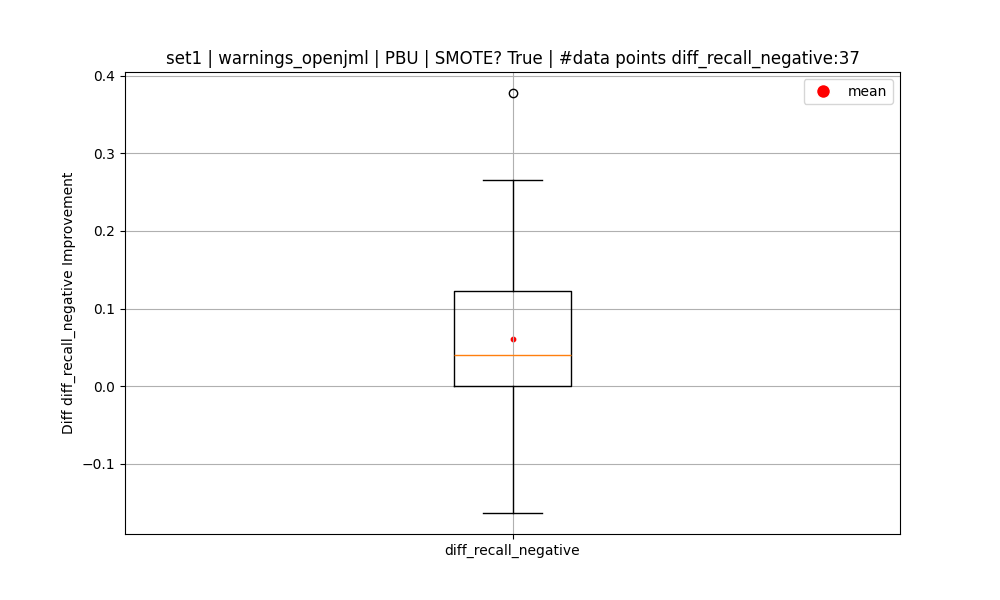 set1 | warnings_openjml | PBU | SMOTE? True | #data points diff_recall_negative:37
mean
Diff diff_recall_negative Improvement
0.4
0.3
0.2
0.1
0.0
−0.1
diff_recall_negative